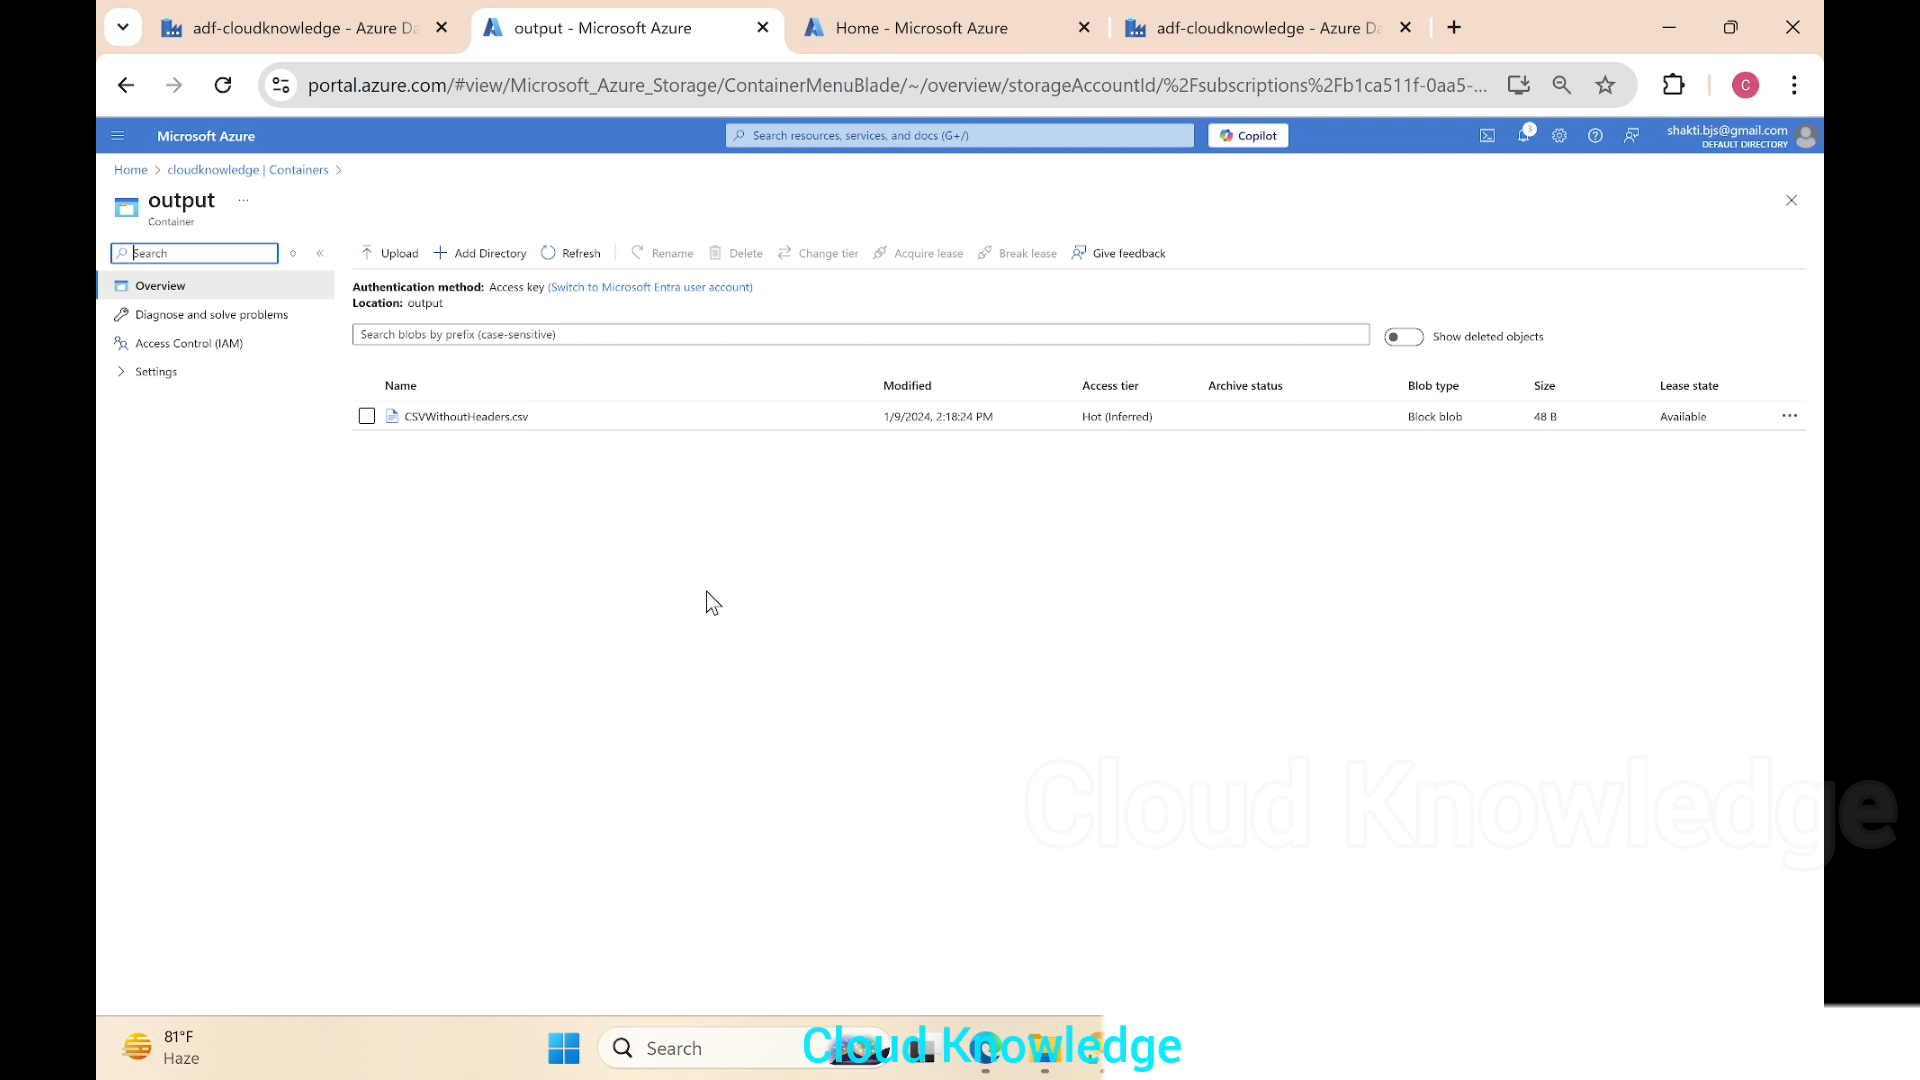 adf-cloudknowledge - Azure Da
output - Microsoft Azure
Home - Microsoft Azure
adf-cloudknowledge - Azure Da
portal.azure.com/#view/Microsoft_Azure_Storage/ContainerMenuBlade/~/overview/storageAccountId/%2Fsubscriptions%2Fb1ca511f-0aa5-...
C
Microsoft Azure
Search resources, services, and docs (G+/)
Copilot
3
shakti.bjs@gmail.com
DEFAULT DIRECTORY
Home > cloudknowledge | Containers >
output ...
Container
Search
Upload
Add Directory
Refresh
Rename
Delete
Change tier
Acquire lease
Break lease
Give feedback
Overview
Diagnose and solve problems
Access Control (IAM)
Settings
Authentication method: Access key (Switch to Microsoft Entra user account)
Location: output
Search blobs by prefix (case-sensitive)
Show deleted objects
Name Modified Access tier Archive status Blob type Size Lease state
CSVWithoutHeaders.csv 1/9/2024, 2:18:24 PM Hot (Inferred) Block blob 48 B Available ...
Cloud Knowledge
81°F
Haze
Search
Cloud Knowledge